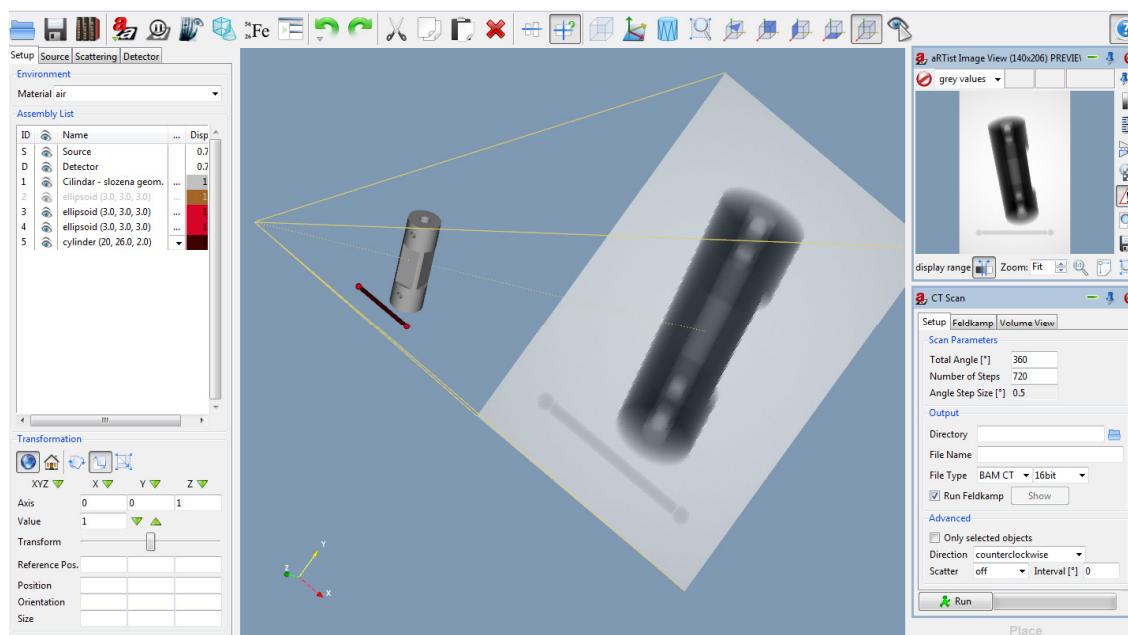 56
26 Fe
Setup Source Scattering Detector
Environment
Material air
Assembly List
ID Name ... Disp
S Source 0.7
D Detector 0.7
1 Cilindar - slozena geom. ... 1
2 ellipsoid (3.0, 3.0, 3.0) ... 1
3 ellipsoid (3.0, 3.0, 3.0) ... 1
4 ellipsoid (3.0, 3.0, 3.0) ... 1
5 cylinder (20, 26.0, 2.0)
Transformation
XYZ X Y Z
Axis 0 0 1
Value 1
Transform
Reference Pos.
Position
Orientation
Size
Y
Z
X
aRTist Image View (140x206) PREVIEW
grey values
display range Zoom: Fit
CT Scan
Setup Feldkamp Volume View
Scan Parameters
Total Angle [°] 360
Number of Steps 720
Angle Step Size [°] 0.5
Output
Directory
File Name
File Type BAM CT 16bit
Run Feldkamp Show
Advanced
Only selected objects
Direction counterclockwise
Scatter off Interval [°] 0
Run
Place